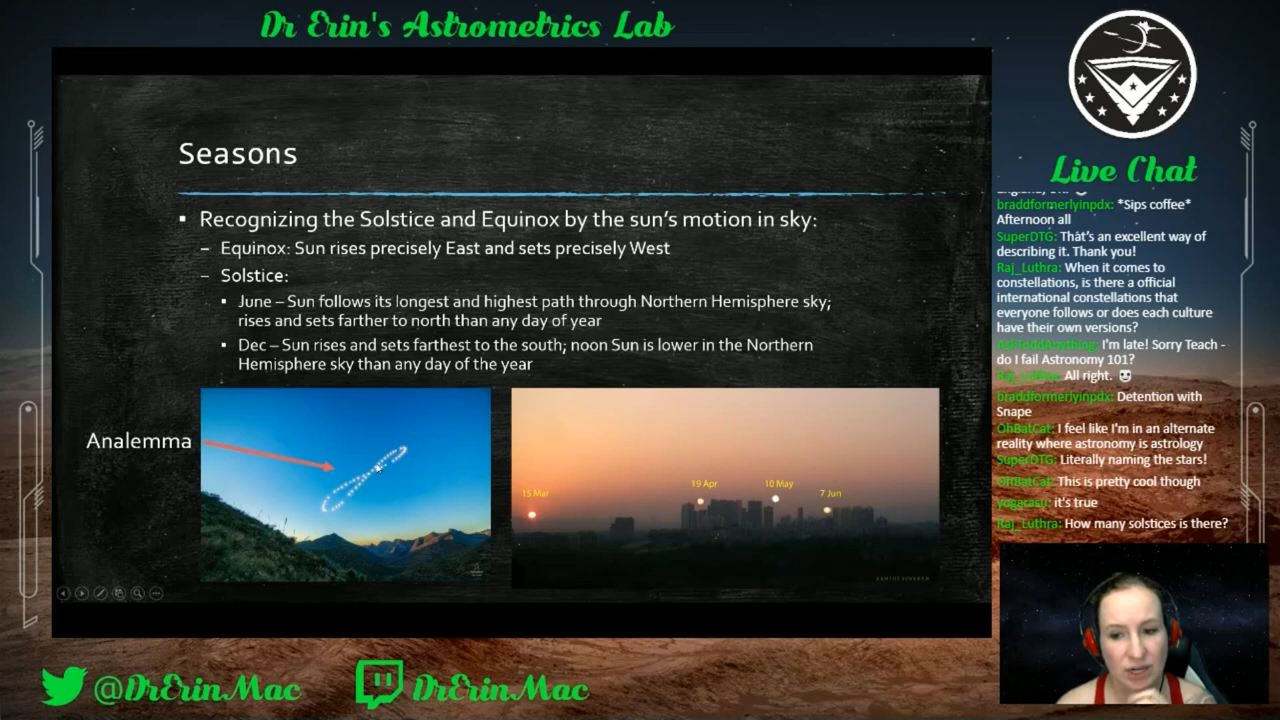 Dr Erin's Astrometrics Lab
Seasons
▪ Recognizing the Solstice and Equinox by the sun's motion in sky:
– Equinox: Sun rises precisely East and sets precisely West
– Solstice:
▪ June – Sun follows its longest and highest path through Northern Hemisphere sky;
rises and sets farther to north than any day of year
▪ Dec – Sun rises and sets farthest to the south; noon Sun is lower in the Northern
Hemisphere sky than any day of the year
Analemma
15 Mar
19 Apr
10 May
7 Jun
Live Chat
braddformerlyinpdx: *Sips coffee*
Afternoon all
SuperDTG: That's an excellent way of
describing it. Thank you!
Raj_Luthra: When it comes to
constellations, is there a official
international constellations that
everyone follows or does each culture
have their own versions?
I'm late! Sorry Teach -
do I fail Astronomy 101?
All right.
braddformerlyinpdx: Detention with
Snape
OhBatCat: I feel like I'm in an alternate
reality where astronomy is astrology
SuperDTG: Literally naming the stars!
OhBatCat: This is pretty cool though
it's true
Raj_Luthra: How many solstices is there?
@DrErinMac
DrErinMac